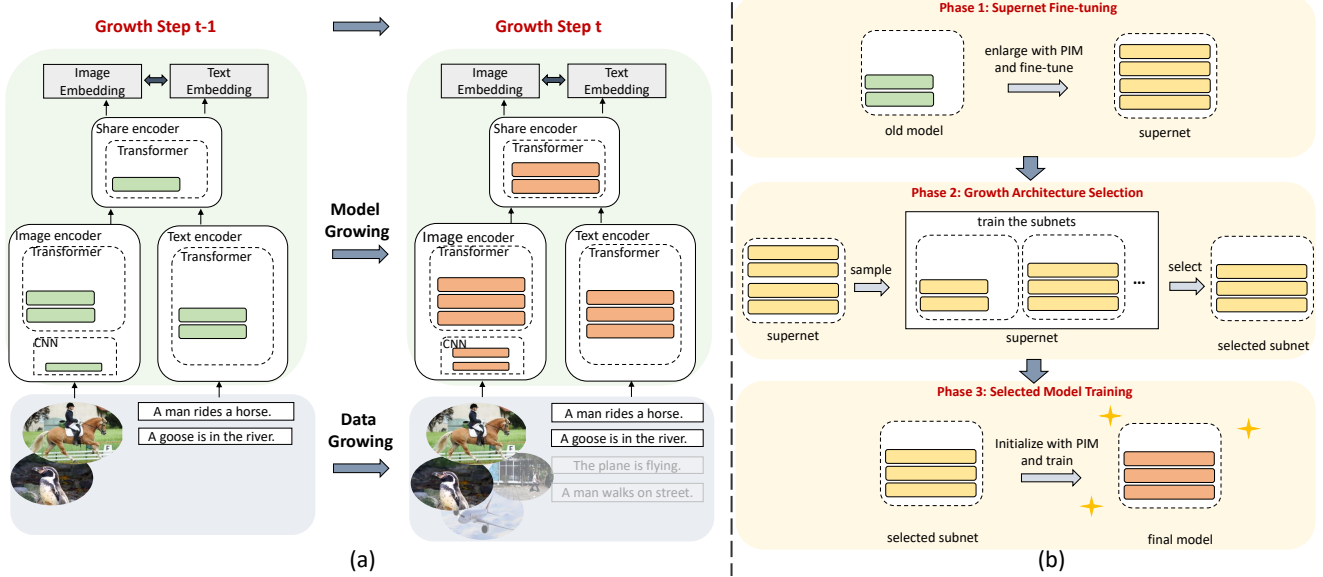 Growth Step t-1
Growth Step t
Image
Embedding
Text
Embedding
Share encoder
Transformer
Image encoder
Transformer
CNN
Text encoder
Transformer
A man rides a horse.
A goose is in the river.
Model
Growing
Data
Growing
Image
Embedding
Text
Embedding
Share encoder
Transformer
Image encoder
Transformer
CNN
Text encoder
Transformer
A man rides a horse.
A goose is in the river.
The plane is flying.
A man walks on street.
(a)
Phase 1: Supernet Fine-tuning
old model
enlarge with PIM
and fine-tune
supernet
Phase 2: Growth Architecture Selection
supernet
sample
train the subnets
...
supernet
select
selected subnet
Phase 3: Selected Model Training
selected subnet
Initialize with PIM
and train
final model
(b)